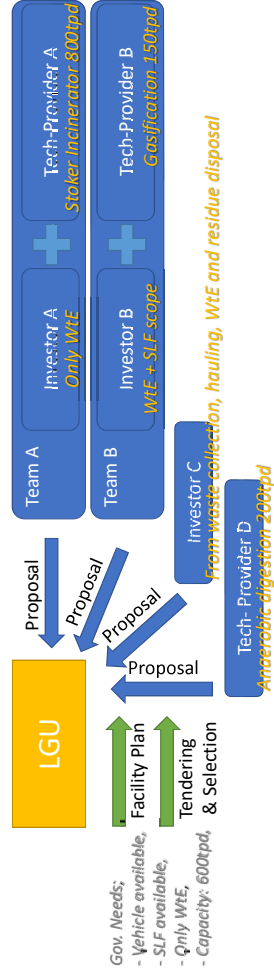 Gov. Needs;
- Vehicle available,
- SLF available,
- Only WtE,
- Capacity: 600tpd,
Facility Plan
Tendering
& Selection
LGU
Proposal
Proposal
Proposal
Proposal
Team A
Investor A
Only WtE
Tech-Provider A
Stoker Incinerator 800tpd
Team B
Investor B
WtE + SLF scope
Tech-Provider B
Gasification 150tpd
Investor C
From waste collection, hauling, WtE and residue disposal
Tech- Provider D
Anaerobic digestion 200tpd